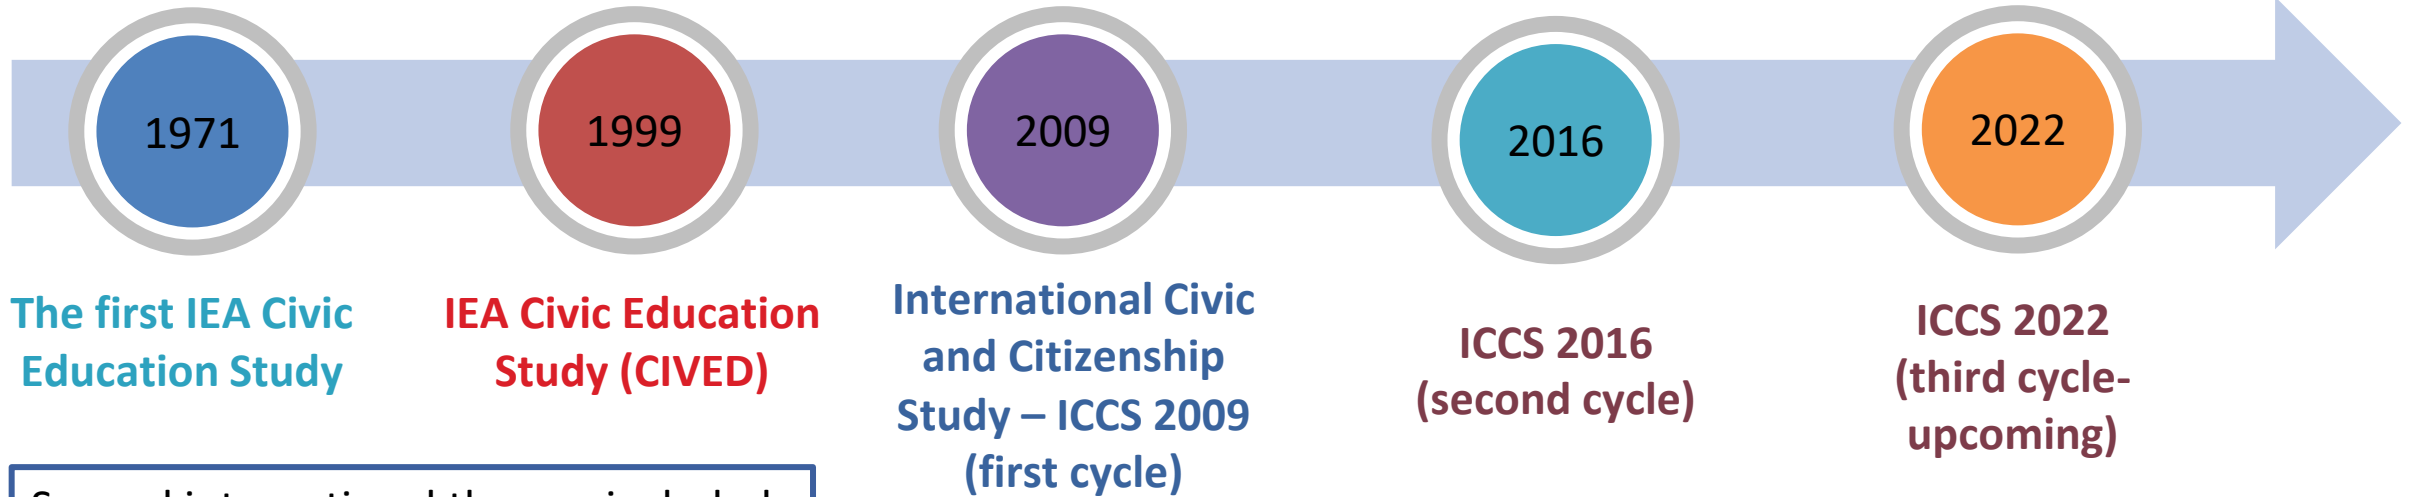 1971
1999
2009
2016
2022
The first IEA Civic
Education Study
IEA Civic Education
Study (CIVED)
International Civic
and Citizenship
Study – ICCS 2009
(first cycle)
ICCS 2016
(second cycle)
ICCS 2022
(third cycle-
upcoming)